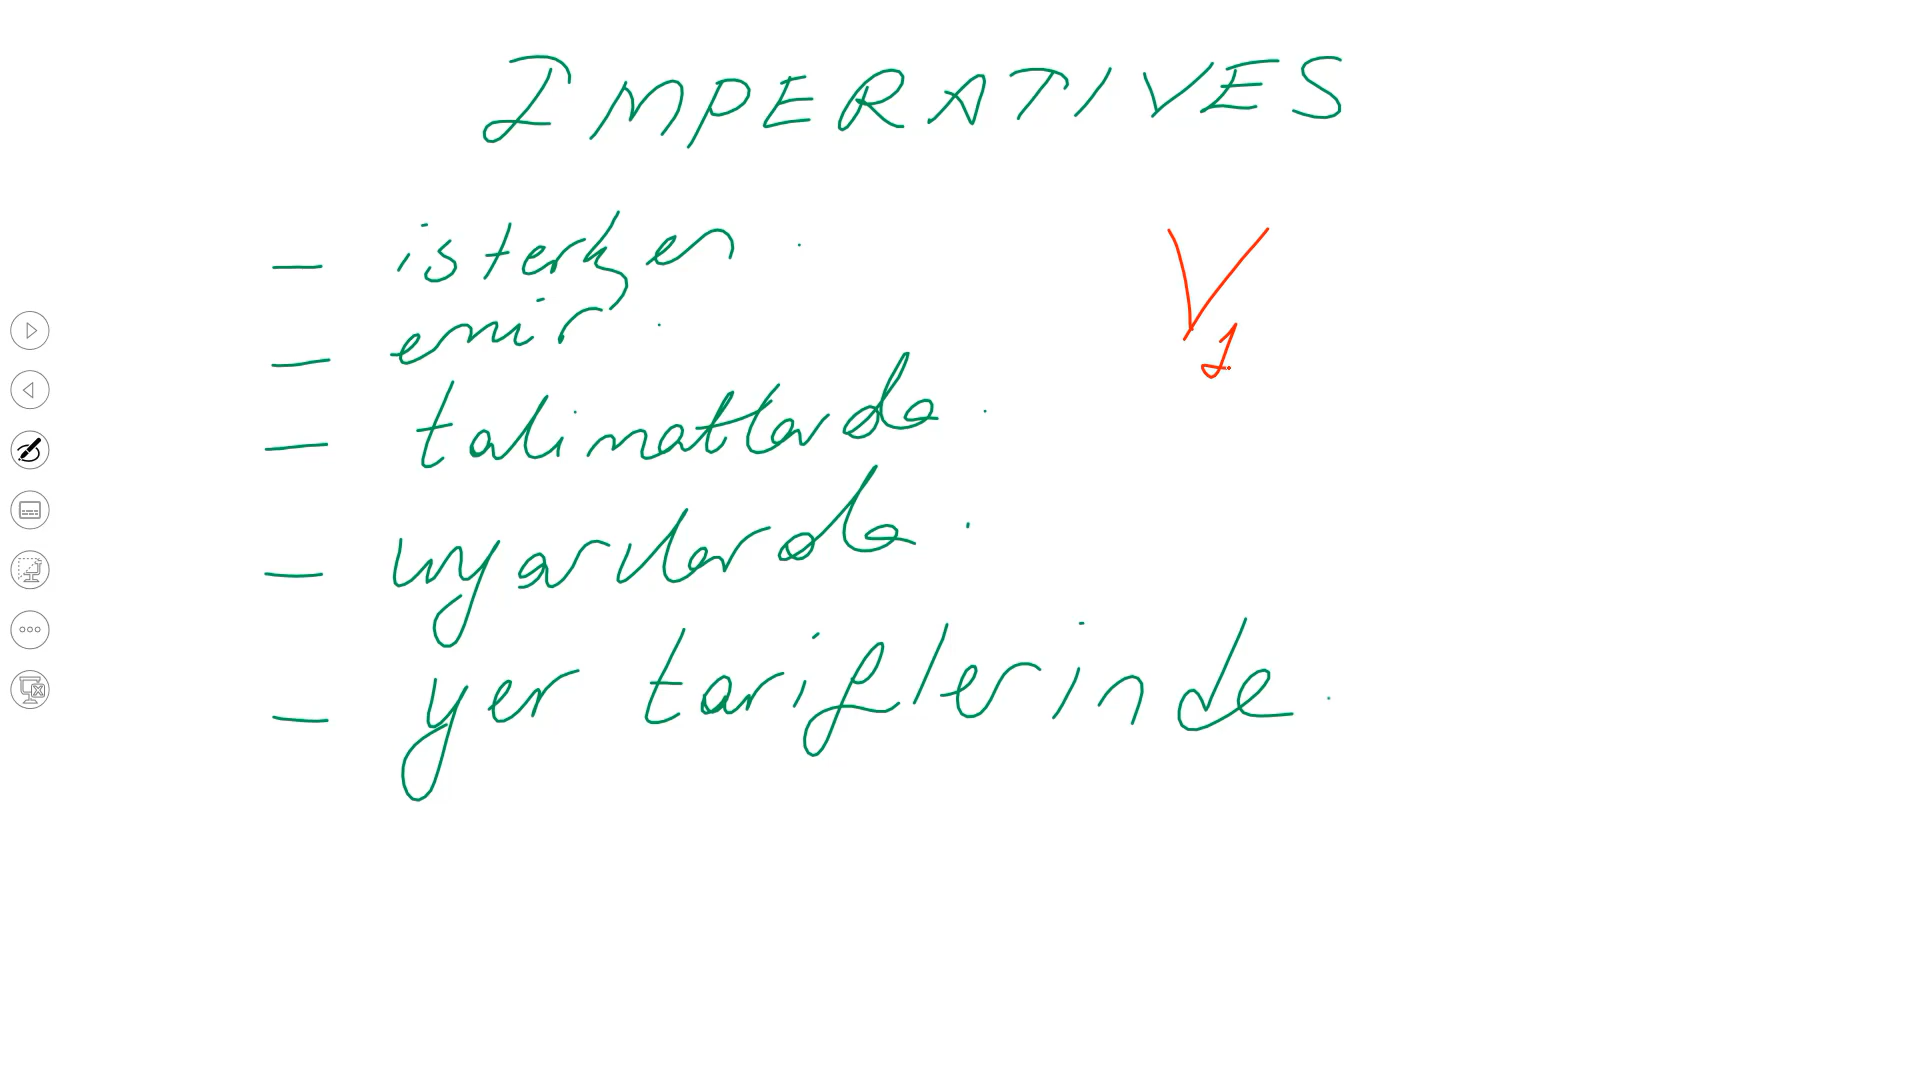 IMPERATIVES
- isterken.
- emir.
- talimatlarda.
- uyarılarda.
- yer tariflerinde.
V1